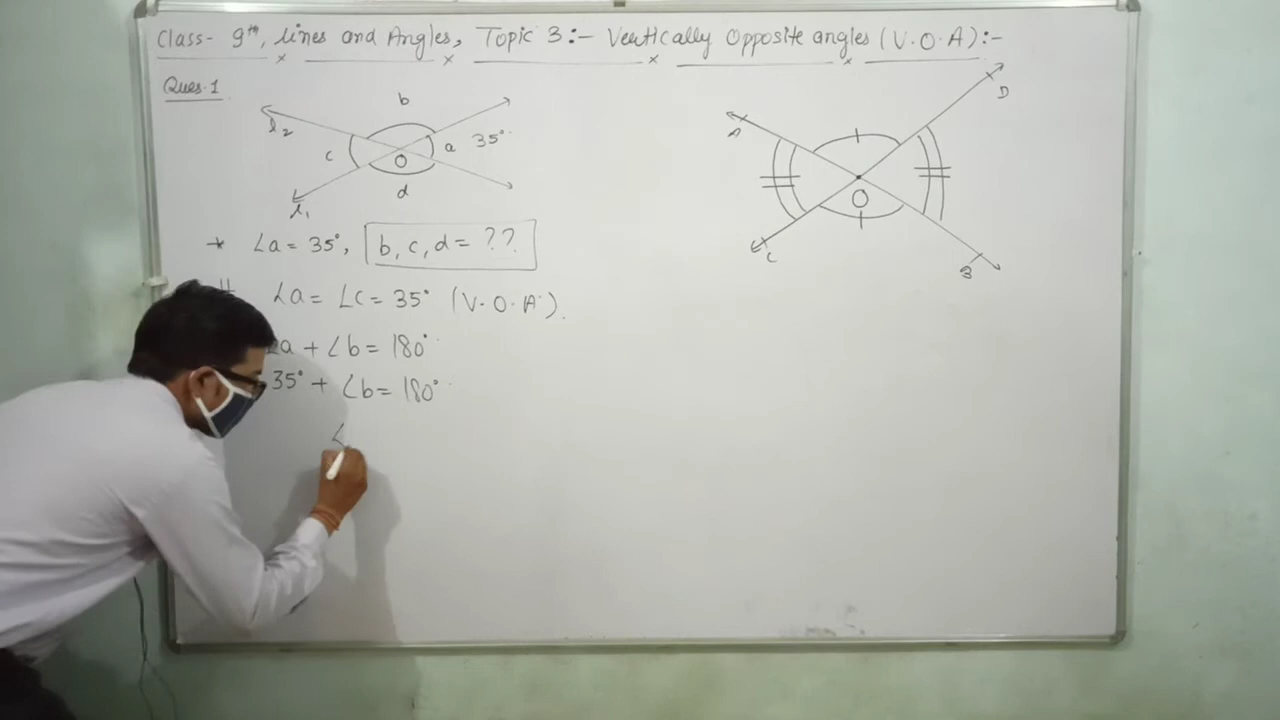 Class- 9th, Lines and Angles, Topic 3:- Vertically Opposite angles (V.O.A):-
Ques.1
b
l2
c
O
a
35°
d
l1
* ∠a = 35°, b, c, d = ??
∠a = ∠c = 35° (V.O.A).
∠a + ∠b = 180°
35° + ∠b = 180°
∠
A
D
O
C
B